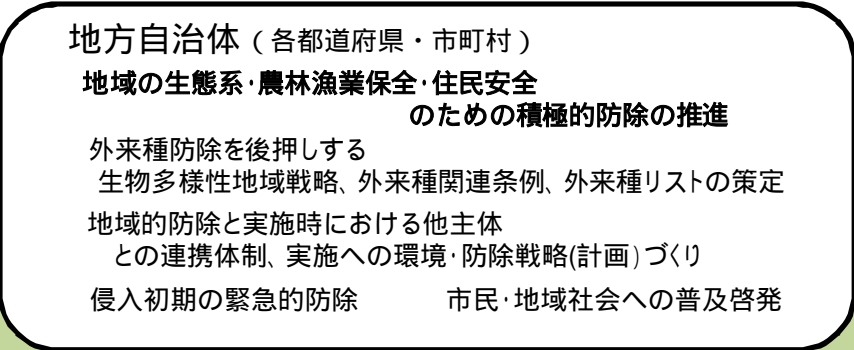 地方自治体（各都道府県・市町村）
地域の生態系･農林漁業保全･住民安全
のための積極的防除の推進
外来種防除を後押しする
生物多様性地域戦略、外来種関連条例、外来種リストの策定
地域的防除と実施時における他主体
との連携体制、実施への環境･防除戦略(計画)づくり
侵入初期の緊急的防除　市民･地域社会への普及啓発